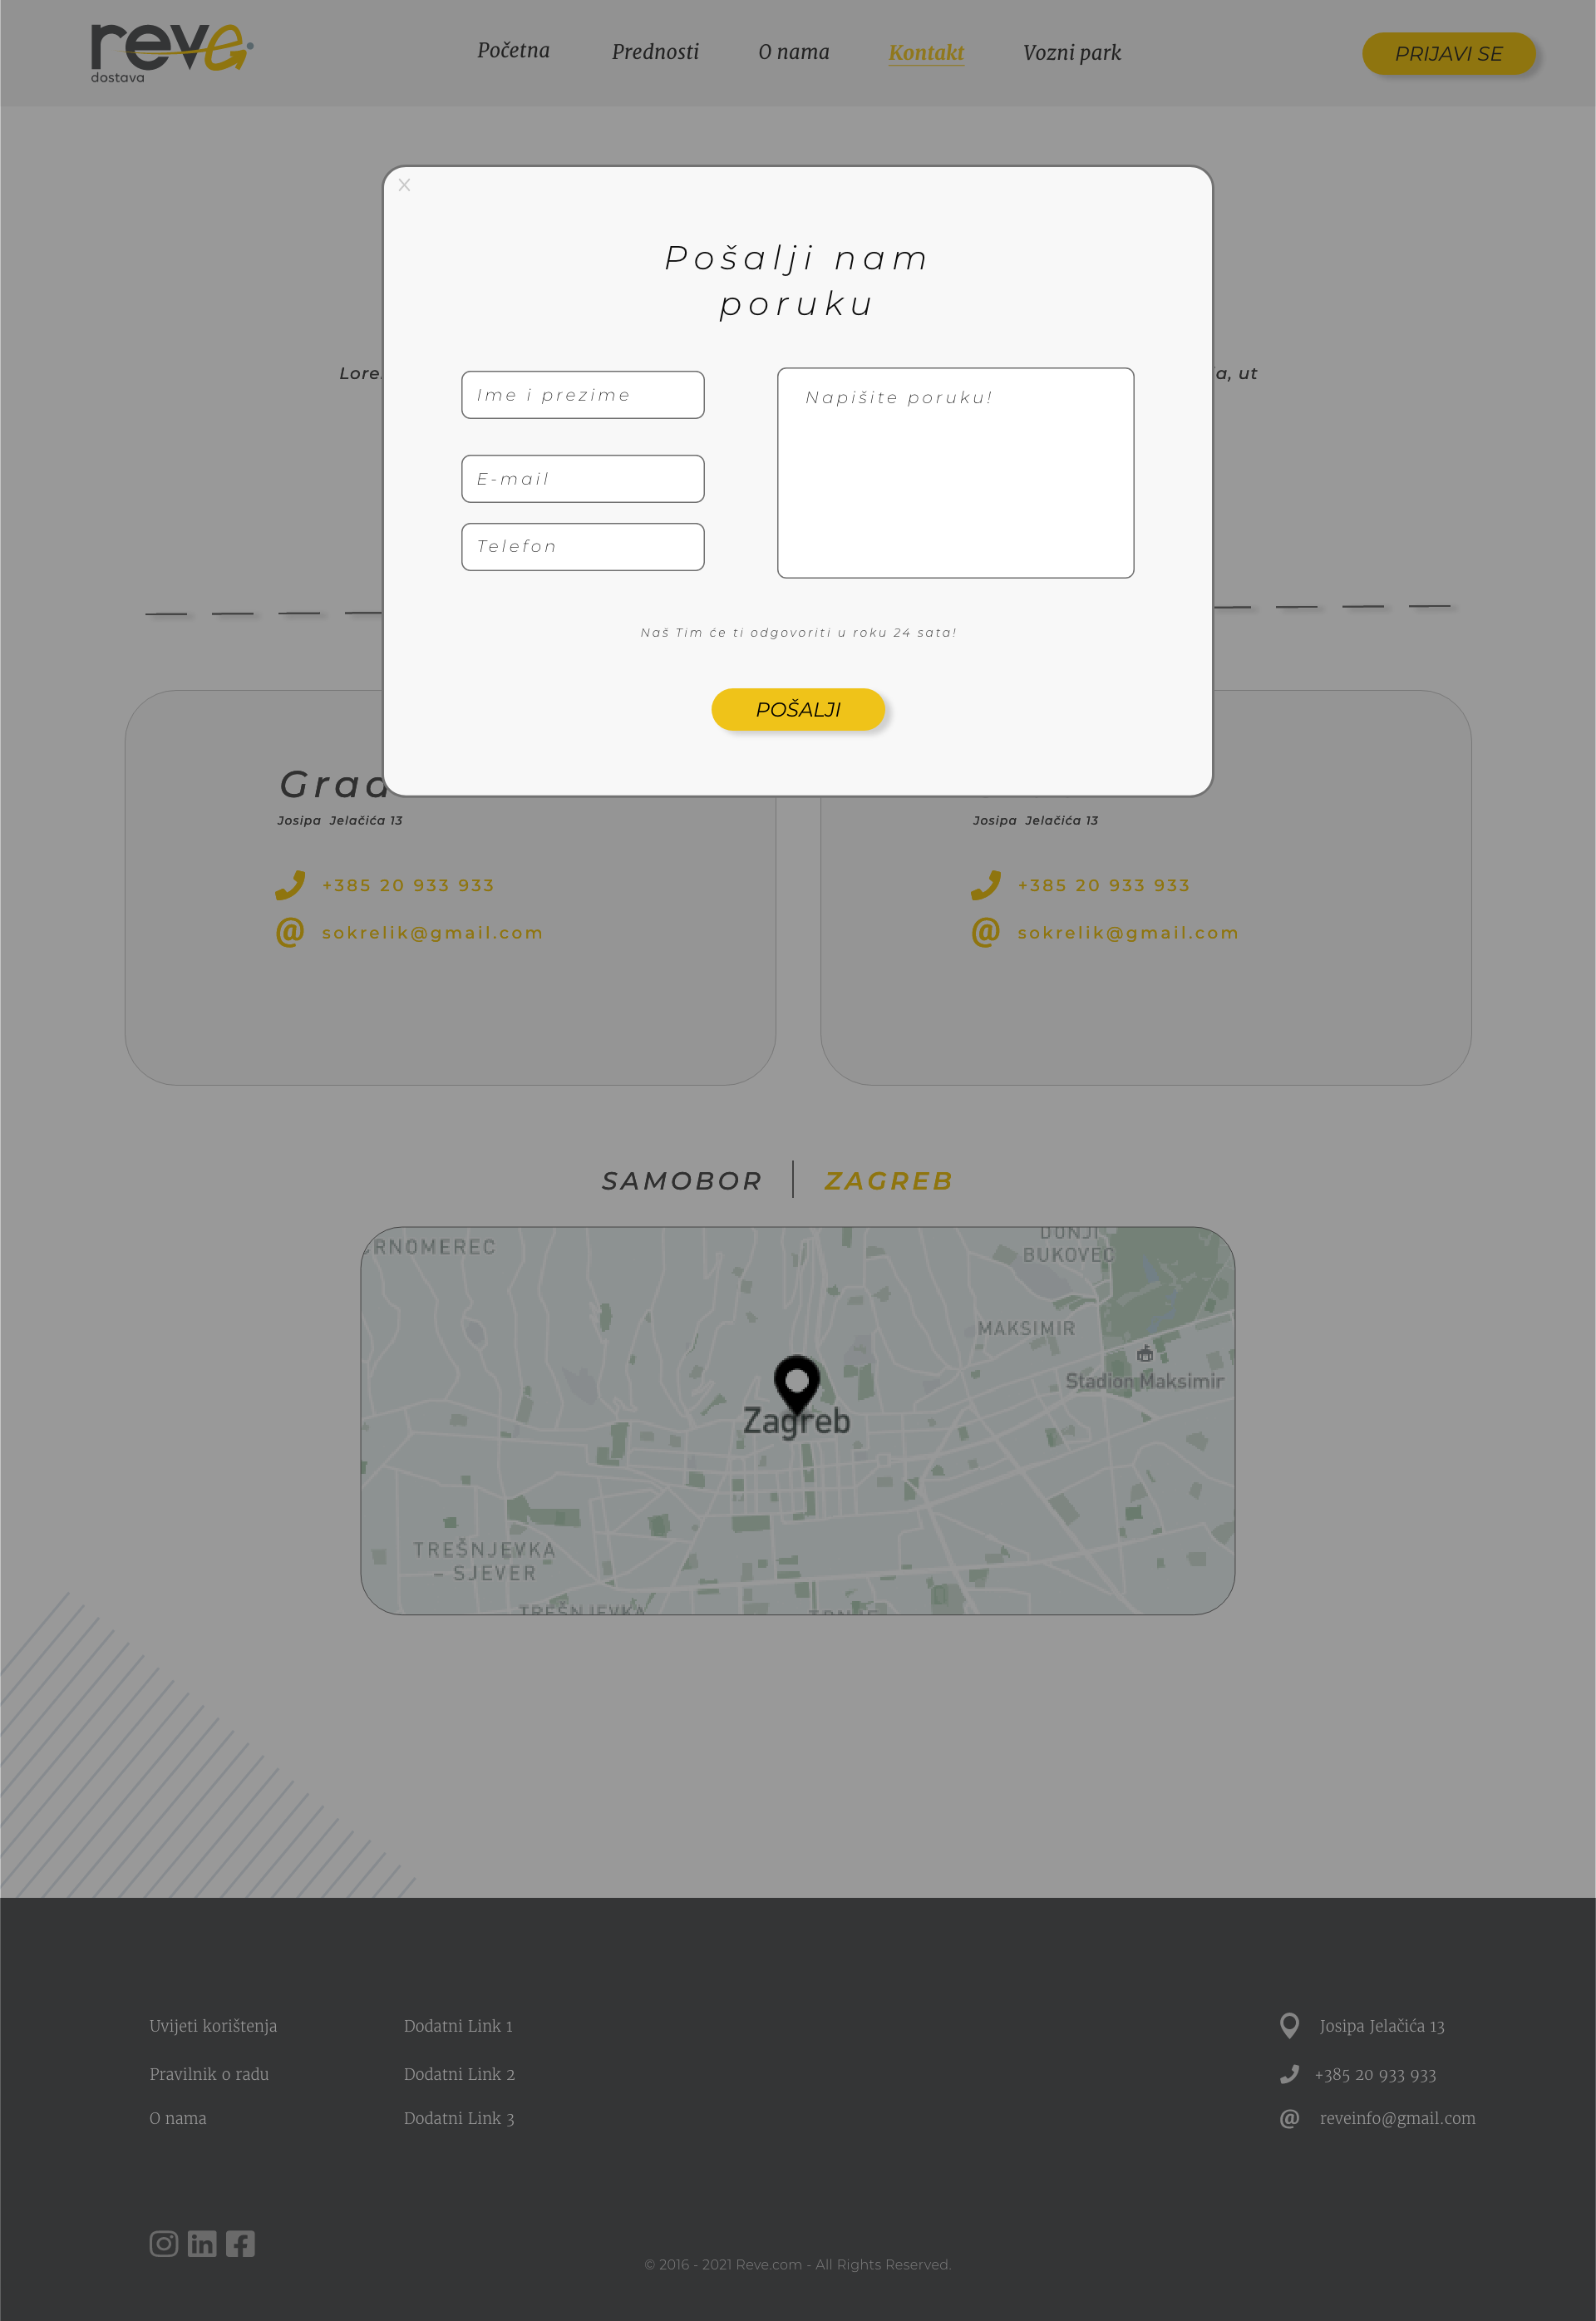 reve
dostava
Početna Prednosti O nama Kontakt Vozni park PRIJAVI SE
x
Pošalji nam
poruku
Lore a, ut
Ime i prezime
Napišite poruku!
E-mail
Telefon
Naš Tim će ti odgovoriti u roku 24 sata!
POŠALJI
Grad
Josipa Jelačića 13
+385 20 933 933
sokrelik@gmail.com
Josipa Jelačića 13
+385 20 933 933
sokrelik@gmail.com
SAMOBOR | ZAGREB
RNOMEREC
DONJI
BUKOVEC
MAKSIMIR
Stadion Maksimir
Zagreb
TREŠNJEVKA
- SJEVER
TREŠNJEVKA
TRNJE
Uvijeti korištenja
Pravilnik o radu
O nama
Dodatni Link 1
Dodatni Link 2
Dodatni Link 3
Josipa Jelačića 13
+385 20 933 933
@ reveinfo@gmail.com
© 2016 - 2021 Reve.com - All Rights Reserved.